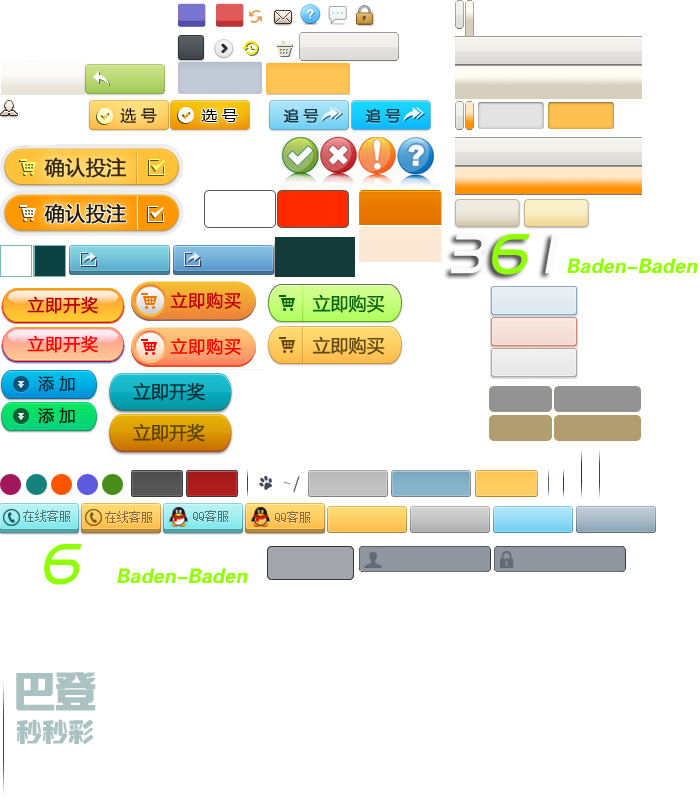 选号
选号
追号
追号
确认投注
确认投注
361
Baden-Baden
立即开奖
立即购买
立即购买
立即开奖
立即购买
立即购买
添加
立即开奖
添加
立即开奖
在线客服
在线客服
QQ客服
QQ客服
6
Baden-Baden
巴登
秒秒彩